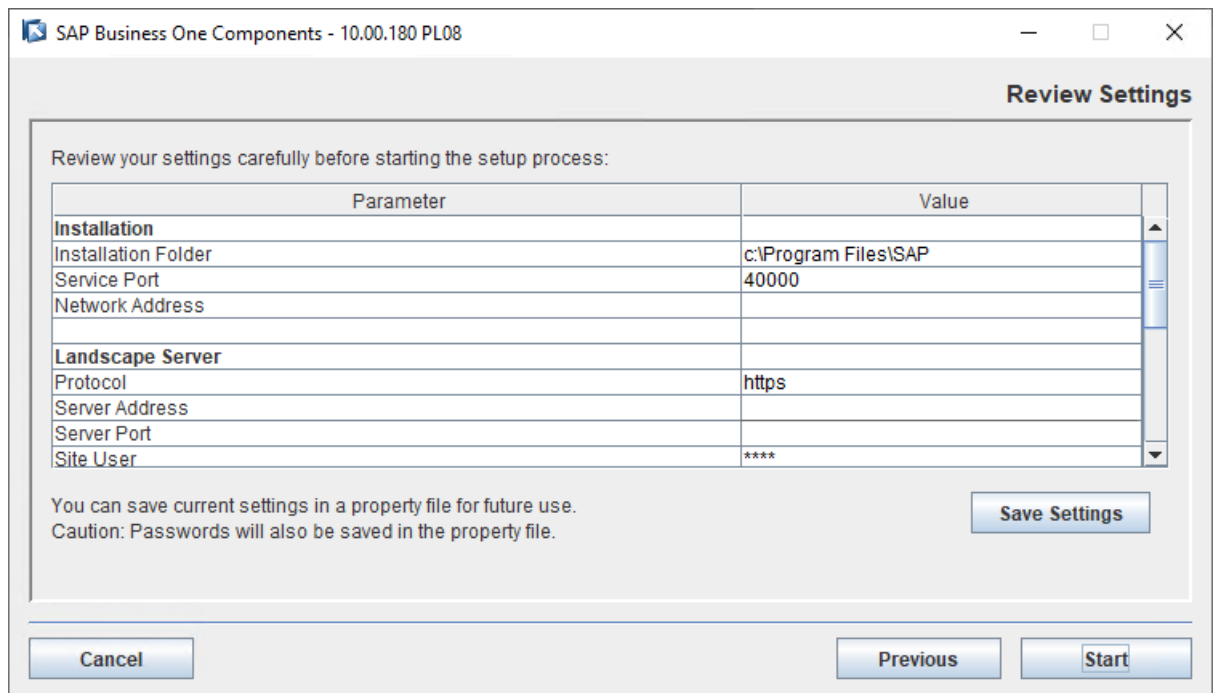 SAP Business One Components - 10.00.180 PL08
Review Settings
Review your settings carefully before starting the setup process:
Parameter Value
Installation
Installation Folder c:\Program Files\SAP
Service Port 40000
Network Address
Landscape Server
Protocol https
Server Address
Server Port
Site User ****
You can save current settings in a property file for future use.
Caution: Passwords will also be saved in the property file.
Save Settings
Cancel Previous Start